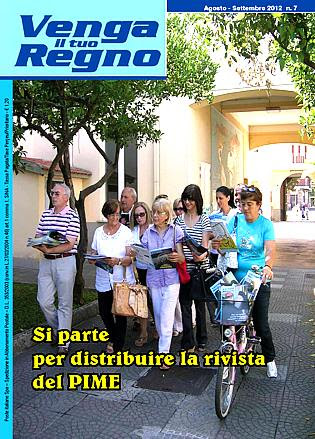 Agosto - Settembre 2012 n. 7
Venga
il tuo
Regno
Si parte
per distribuire la rivista
del PIME